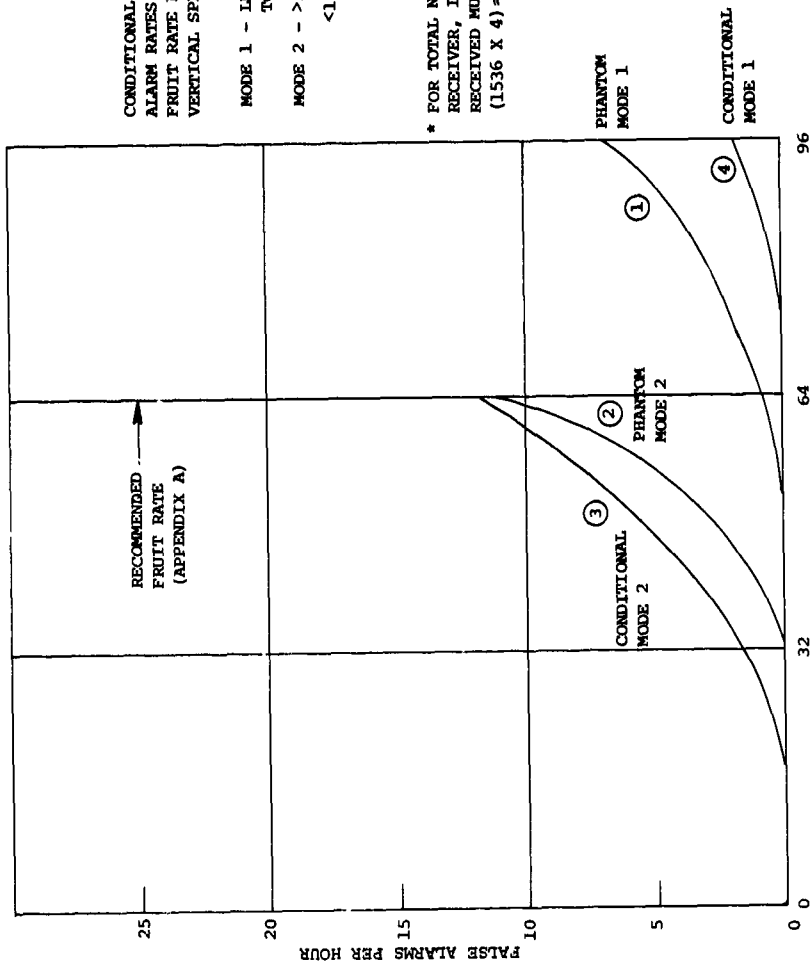 CONDITIONAL
ALARM RATES
FRUIT RATE
VERTICAL SP
MODE 1 - L
T
MODE 2 - >
<1
* FOR TOTAL N
RECEIVER, I
RECEIVED MU
(1536 X 4) =
RECOMMENDED
FRUIT RATE
(APPENDIX A)
PHANTOM
MODE 1
CONDITIONAL
MODE 1
1
4
2
PHANTOM
MODE 2
3
CONDITIONAL
MODE 2
FALSE ALARMS PER HOUR
25
20
15
10
5
0
0
32
64
96